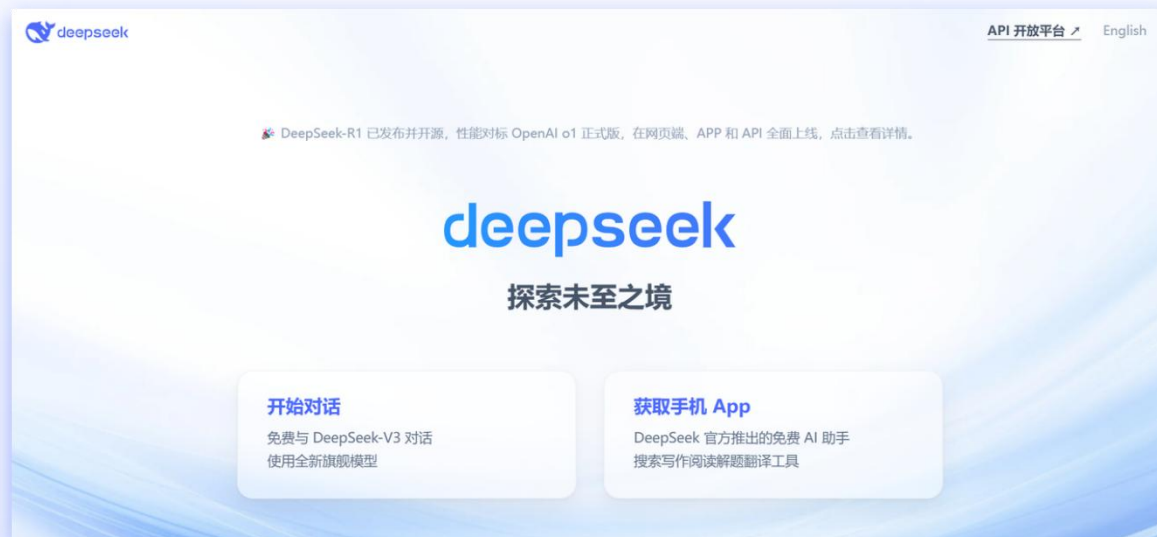 deepseek
API 开放平台 ↗ English
🎉 DeepSeek-R1 已发布并开源，性能对标 OpenAI o1 正式版，在网页端、APP 和 API 全面上线，点击查看详情。
deepseek
探索未至之境
开始对话
免费与 DeepSeek-V3 对话
使用全新旗舰模型
获取手机 App
DeepSeek 官方推出的免费 AI 助手
搜索写作阅读解题翻译工具